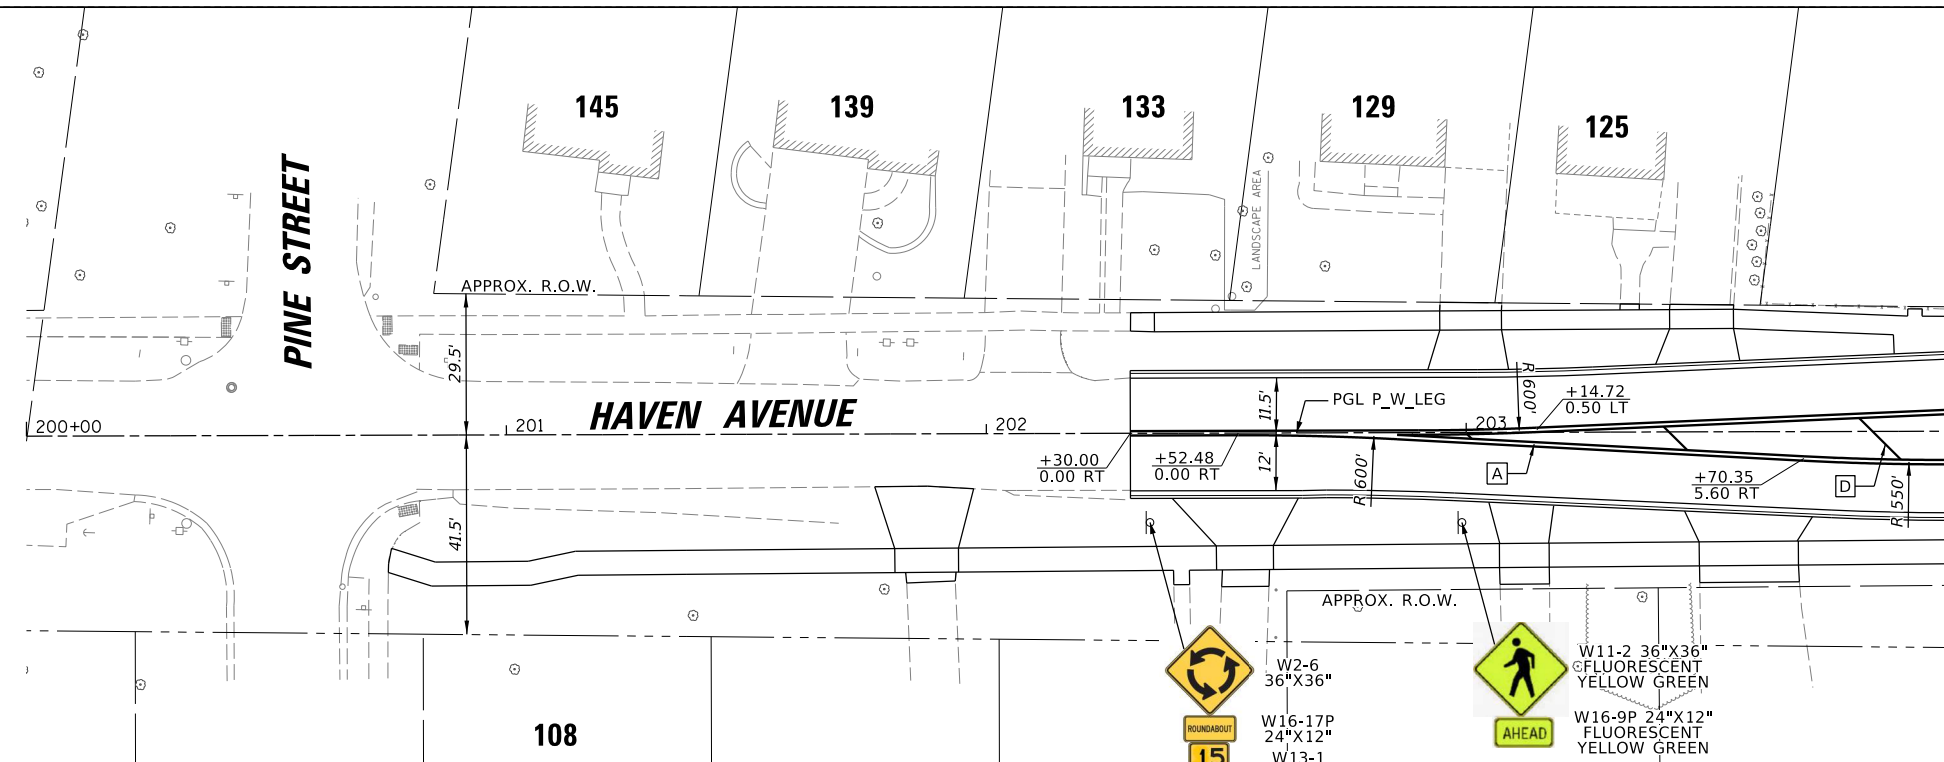 145
139
133
129
125
PINE STREET
LANDSCAPE AREA
APPROX. R.O.W.
29.5'
11.5'
PGL P_W_LEG
R 600'
+14.72
0.50 LT
HAVEN AVENUE
200+00
201
202
203
+30.00
0.00 RT
+52.48
0.00 RT
12'
R 600'
A
+70.35
5.60 RT
D
R 550'
41.5'
APPROX. R.O.W.
W2-6
36"X36"
ROUNDABOUT
W16-17P
24"X12"
15
W13-1
W11-2 36"X36"
FLUORESCENT
YELLOW GREEN
AHEAD
W16-9P 24"X12"
FLUORESCENT
YELLOW GREEN
108